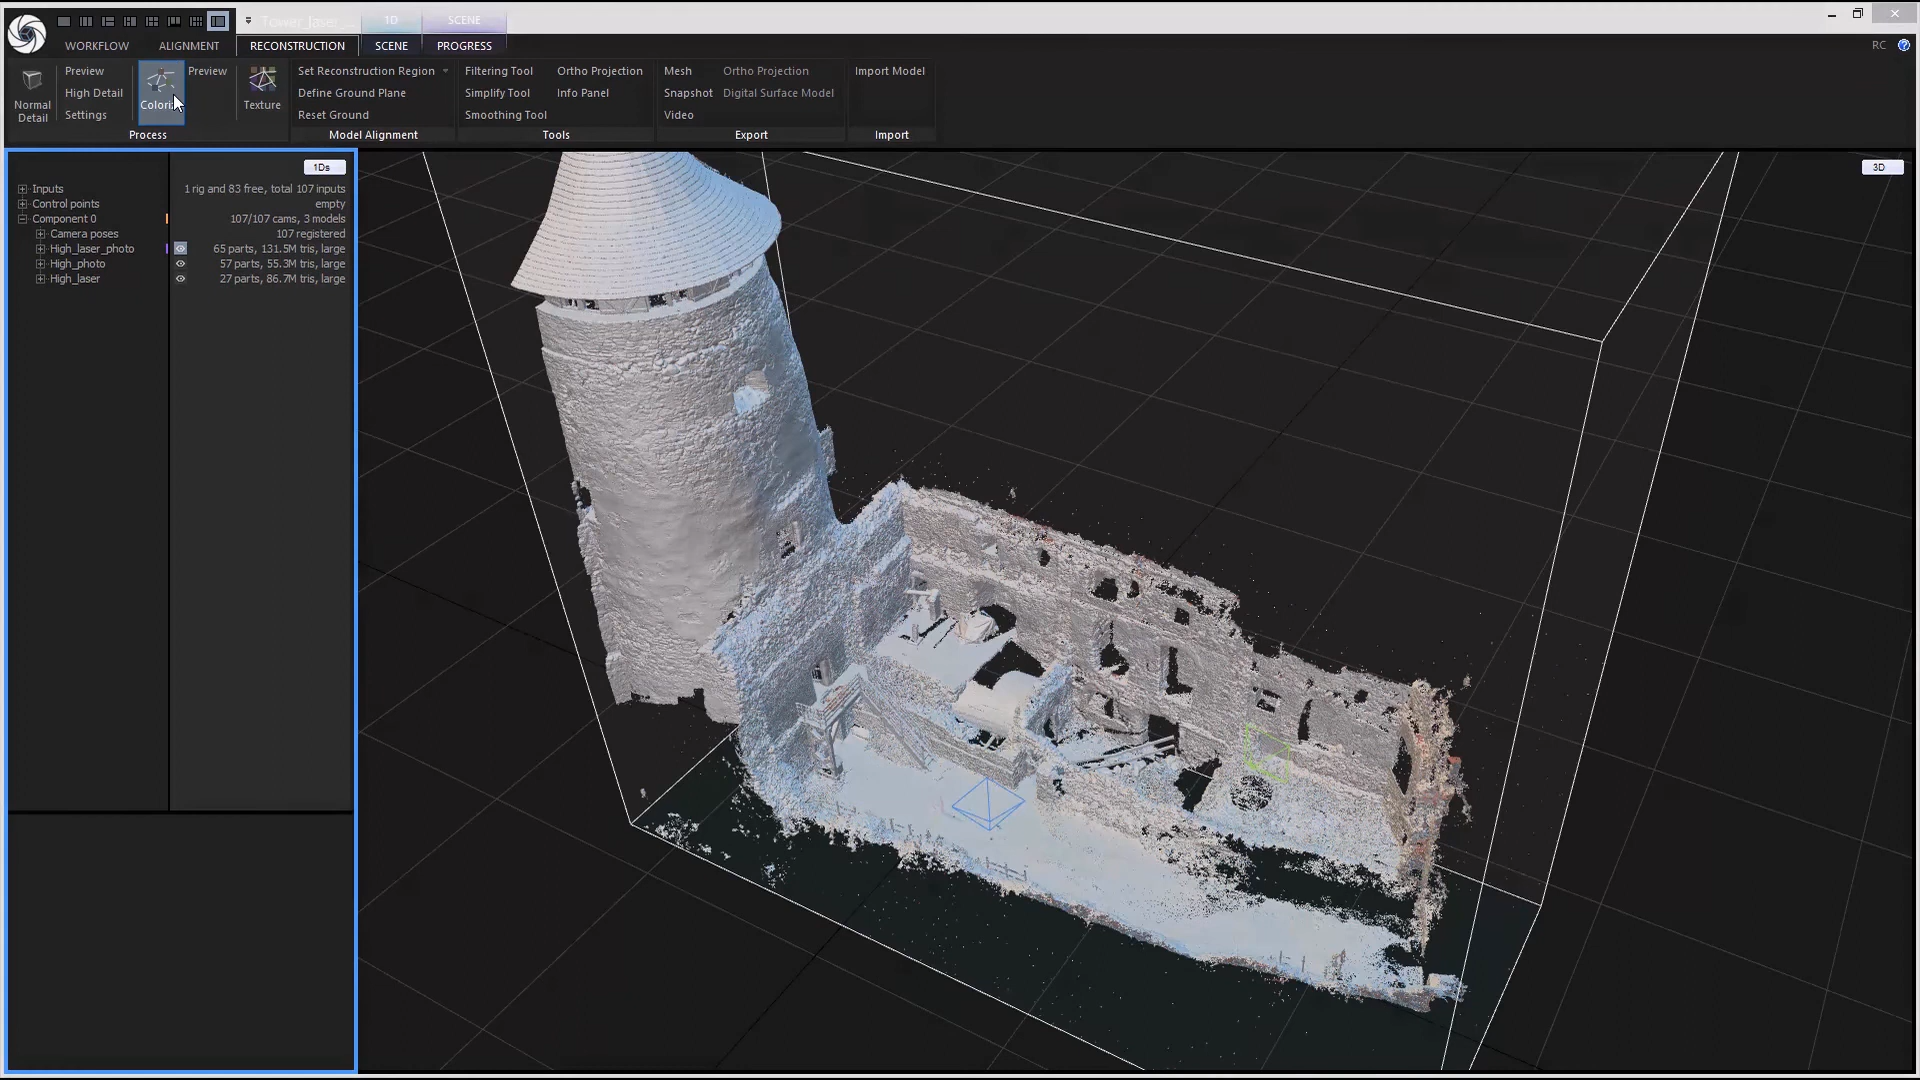 Tower_laser 1D SCENE
WORKFLOW ALIGNMENT RECONSTRUCTION SCENE PROGRESS RC
Preview Preview Set Reconstruction Region Filtering Tool Ortho Projection Mesh Ortho Projection Import Model
High Detail Define Ground Plane Simplify Tool Info Panel Snapshot Digital Surface Model
Normal Detail Settings Texture Reset Ground Smoothing Tool Video
Process Model Alignment Tools Export Import
1Ds 3D
Inputs 1 rig and 83 free, total 107 inputs
Control points empty
Component 0 107/107 cams, 3 models
Camera poses 107 registered
High_laser_photo 65 parts, 131.5M tris, large
High_photo 57 parts, 55.3M tris, large
High_laser 27 parts, 86.7M tris, large